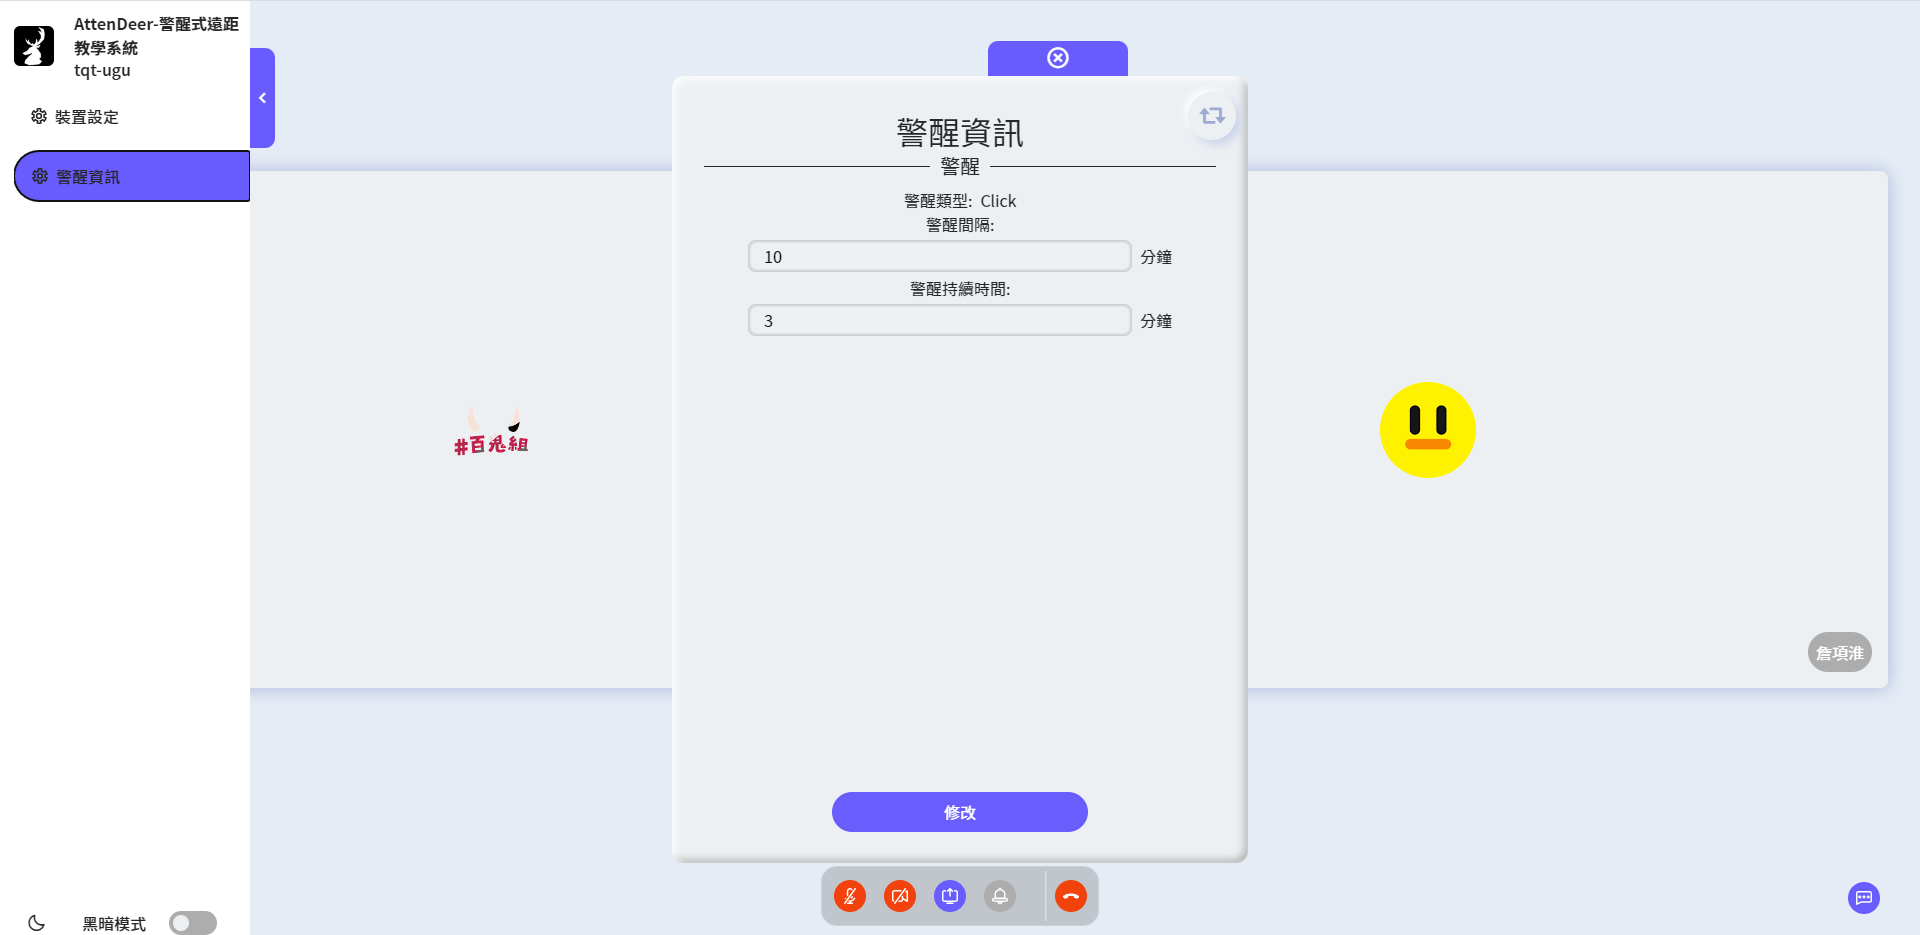 AttenDeer-警醒式遠距
教學系統
tqt-ugu
裝置設定
警醒資訊
警醒資訊
警醒
警醒類型: Click
警醒間隔:
10 分鐘
警醒持續時間:
3 分鐘
#百鬼組
詹項淮
修改
黑暗模式